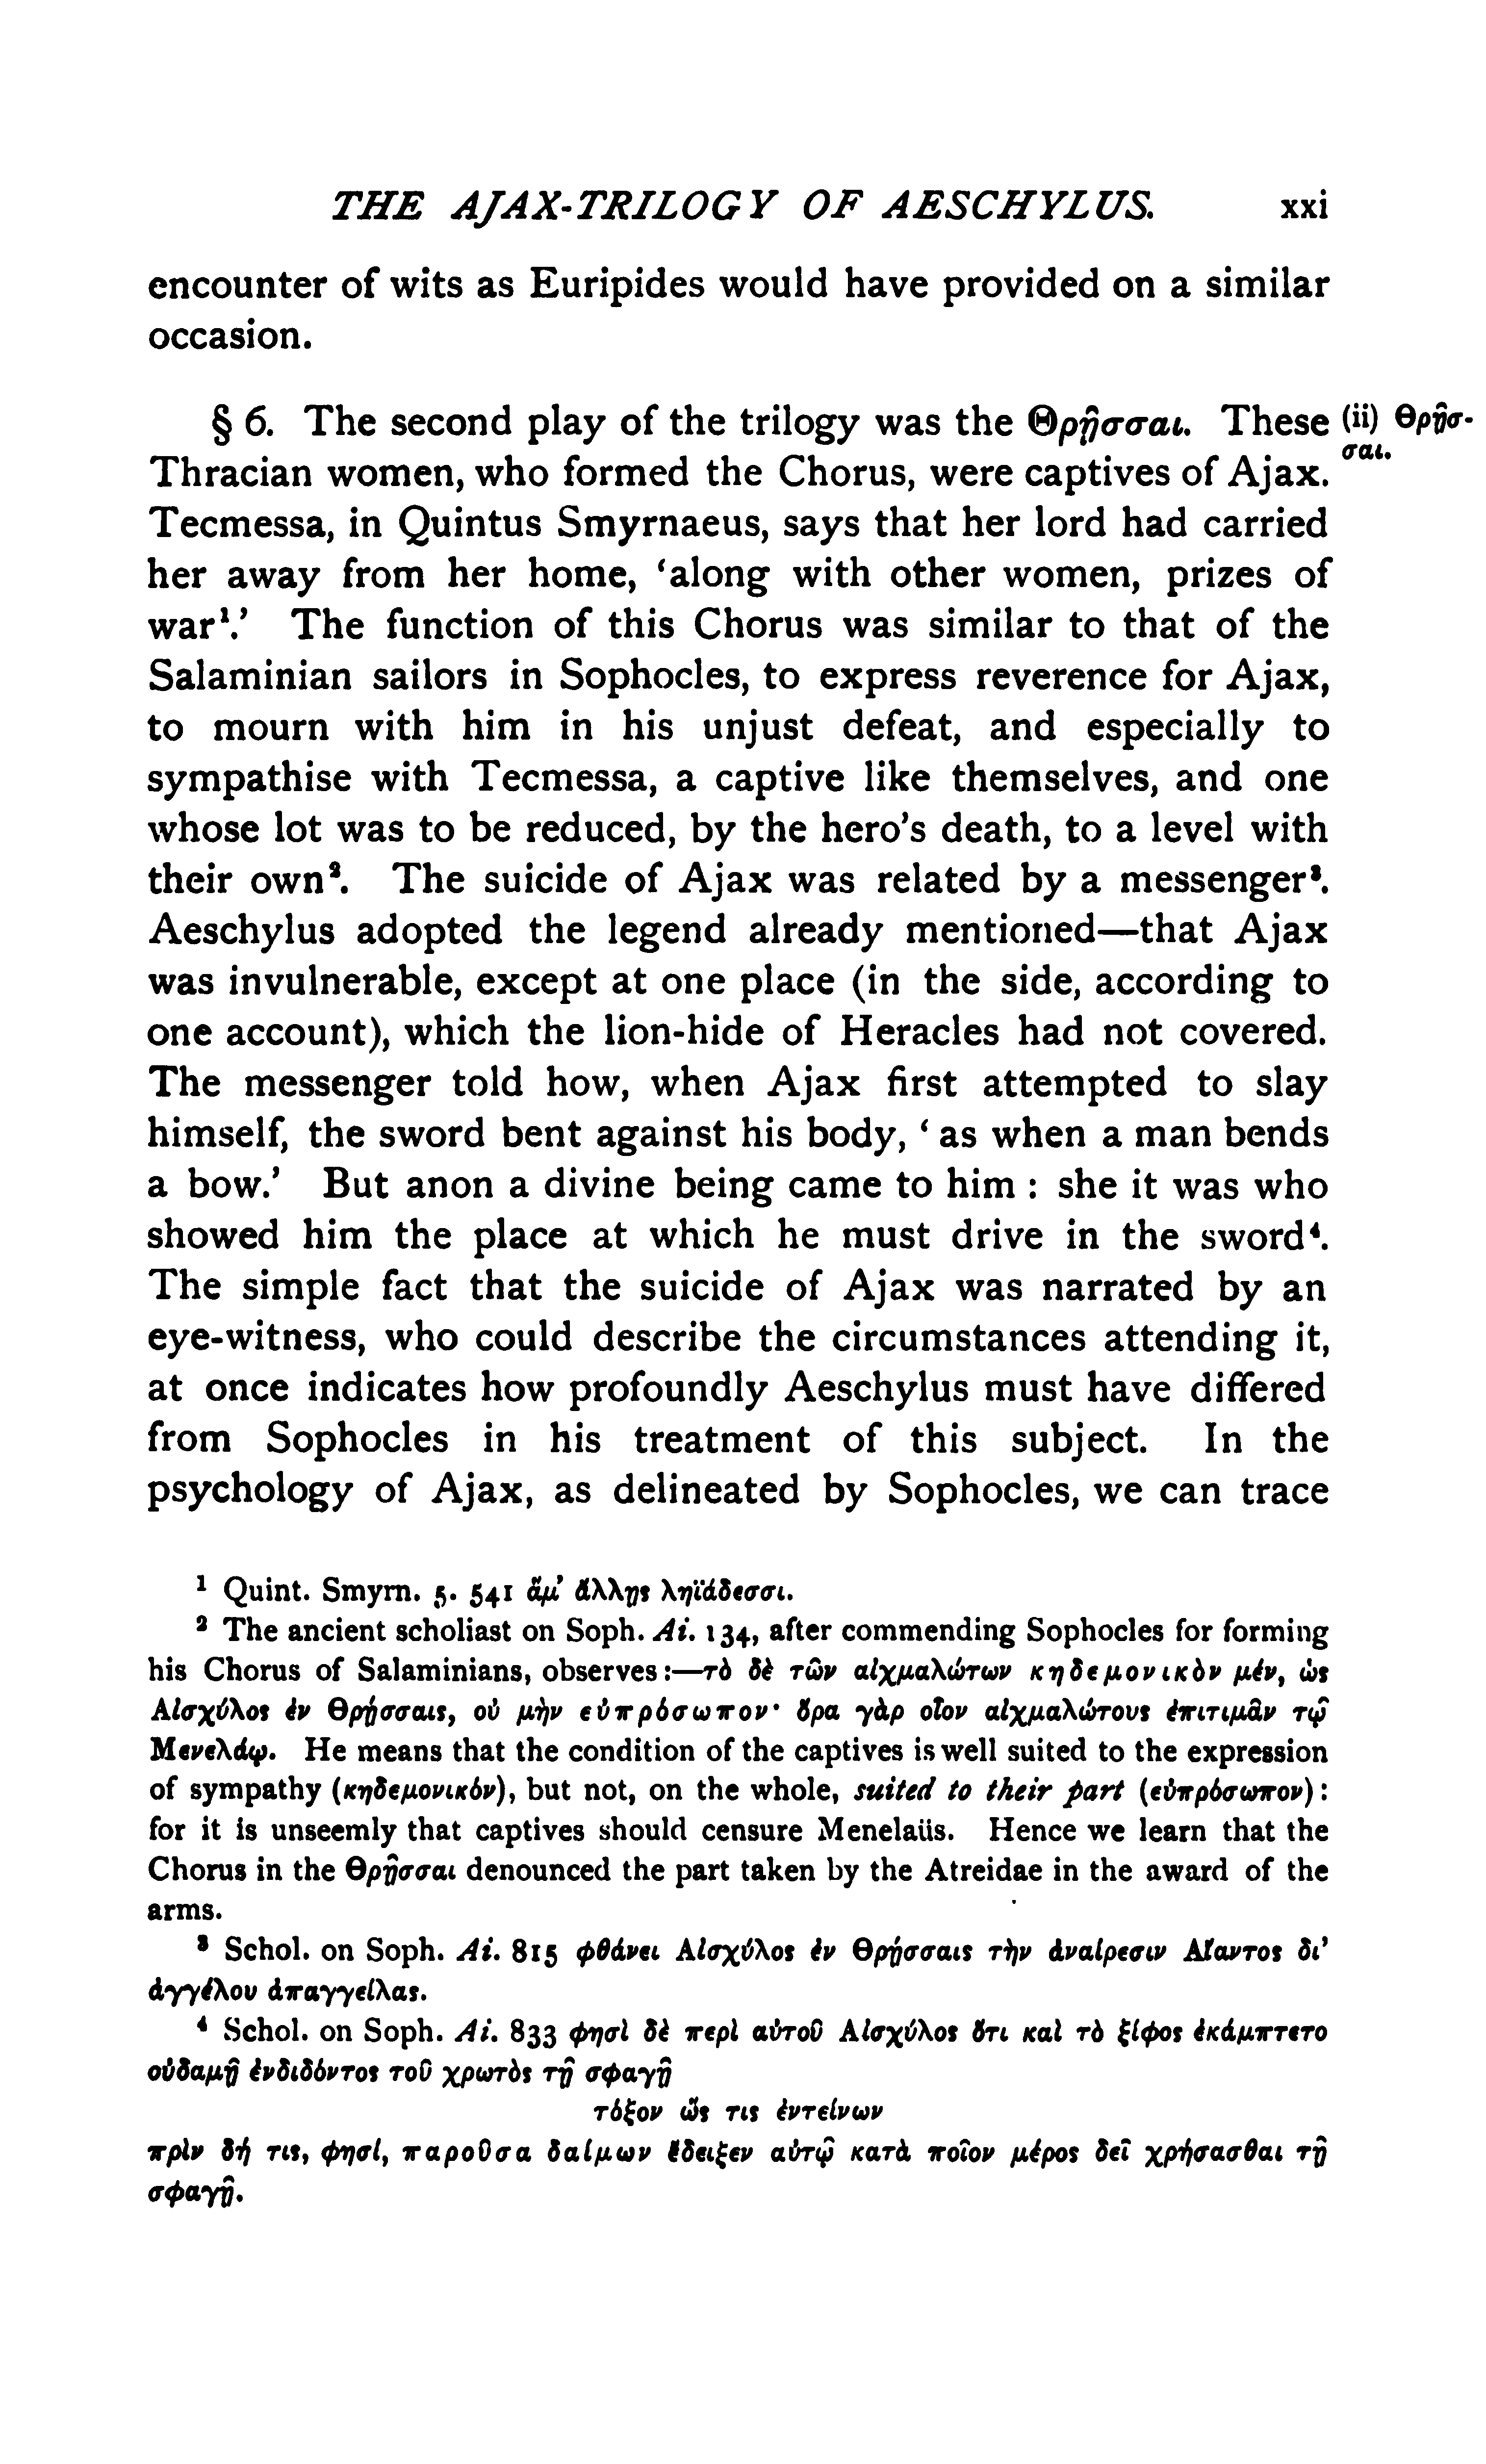 THE AJAX-TRILOGY OF AESCHYLUS. xxi
encounter of wits as Euripides would have provided on a similar
occasion.
§ 6. The second play of the trilogy was the Θρῇσσαι. These
(ii) Θρῇσ-
σαι.
Thracian women, who formed the Chorus, were captives of Ajax.
Tecmessa, in Quintus Smyrnaeus, says that her lord had carried
her away from her home, ‘along with other women, prizes of
war¹.’ The function of this Chorus was similar to that of the
Salaminian sailors in Sophocles, to express reverence for Ajax,
to mourn with him in his unjust defeat, and especially to
sympathise with Tecmessa, a captive like themselves, and one
whose lot was to be reduced, by the hero’s death, to a level with
their own². The suicide of Ajax was related by a messenger³.
Aeschylus adopted the legend already mentioned—that Ajax
was invulnerable, except at one place (in the side, according to
one account), which the lion-hide of Heracles had not covered.
The messenger told how, when Ajax first attempted to slay
himself, the sword bent against his body, ‘as when a man bends
a bow.’ But anon a divine being came to him : she it was who
showed him the place at which he must drive in the sword⁴.
The simple fact that the suicide of Ajax was narrated by an
eye-witness, who could describe the circumstances attending it,
at once indicates how profoundly Aeschylus must have differed
from Sophocles in his treatment of this subject. In the
psychology of Ajax, as delineated by Sophocles, we can trace
¹ Quint. Smyrn. 5. 541 ἅμ’ ἄλλῃς ληϊάδεσσι.
² The ancient scholiast on Soph. Ai. 134, after commending Sophocles for forming
his Chorus of Salaminians, observes:—τὸ δὲ τῶν αἰχμαλώτων κηδεμονικὸν μέν, ὡς
Αἰσχύλος ἐν Θρῄσσαις, οὐ μὴν εὐπρόσωπον· ὅρα γὰρ οἷον αἰχμαλώτους ἐπιτιμᾶν τῷ
Μενελάῳ. He means that the condition of the captives is well suited to the expression
of sympathy (κηδεμονικόν), but not, on the whole, suited to their part (εὐπρόσωπον):
for it is unseemly that captives should censure Menelaüs. Hence we learn that the
Chorus in the Θρῇσσαι denounced the part taken by the Atreidae in the award of the
arms.
³ Schol. on Soph. Ai. 815 φθάνει Αἰσχύλος ἐν Θρῄσσαις τὴν ἀναίρεσιν Αἴαντος δι’
ἀγγέλου ἀπαγγείλας.
⁴ Schol. on Soph. Ai. 833 φησὶ δὲ περὶ αὐτοῦ Αἰσχύλος ὅτι καὶ τὸ ξίφος ἐκάμπτετο
οὐδαμῇ ἐνδιδόντος τοῦ χρωτὸς τῇ σφαγῇ
τόξον ὥς τις ἐντείνων
πρὶν δή τις, φησί, παροῦσα δαίμων ἔδειξεν αὐτῷ κατὰ ποῖον μέρος δεῖ χρήσασθαι τῇ
σφαγῇ.